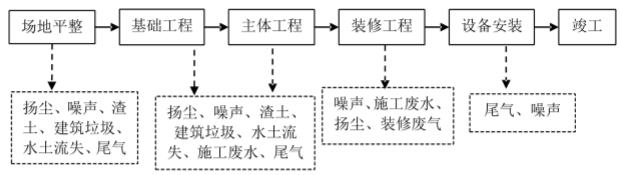 场地平整
基础工程
主体工程
装修工程
设备安装
竣工
扬尘、噪声、渣
土、建筑垃圾、
水土流失、尾气
扬尘、噪声、渣土、
建筑垃圾、水土流
失、施工废水、尾气
噪声、施工废水、
扬尘、装修废气
尾气、噪声